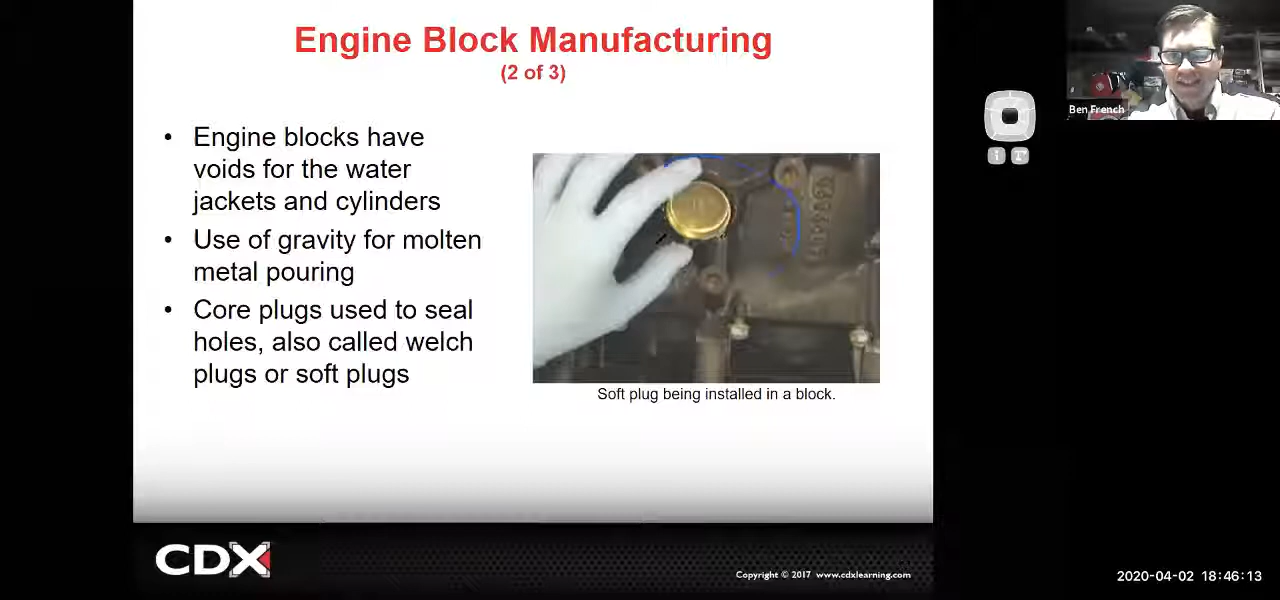 Engine Block Manufacturing
(2 of 3)
• Engine blocks have
voids for the water
jackets and cylinders
• Use of gravity for molten
metal pouring
• Core plugs used to seal
holes, also called welch
plugs or soft plugs
Soft plug being installed in a block.
CDX
Copyright © 2017 www.cdxlearning.com
Ben French
i T
2020-04-02 18:46:13